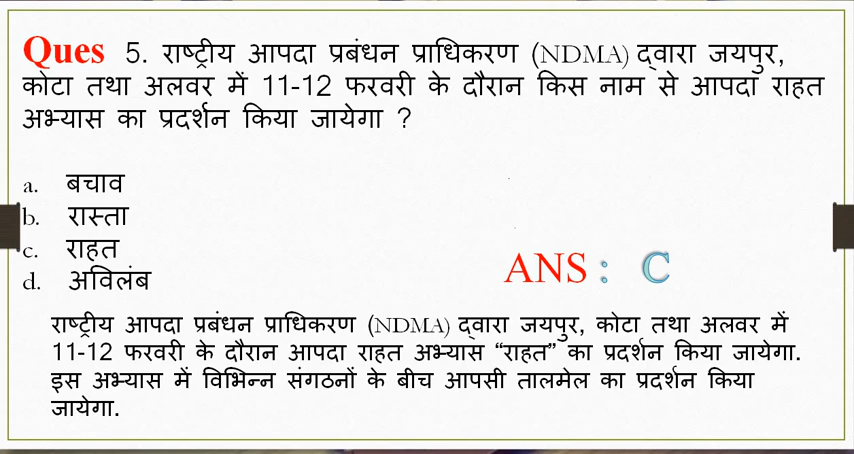 Ques 5. राष्ट्रीय आपदा प्रबंधन प्राधिकरण (NDMA) द्वारा जयपुर,
कोटा तथा अलवर में 11-12 फरवरी के दौरान किस नाम से आपदा राहत
अभ्यास का प्रदर्शन किया जायेगा ?
a. बचाव
b. रास्ता
c. राहत
d. अविलंब
ANS : C
राष्ट्रीय आपदा प्रबंधन प्राधिकरण (NDMA) द्वारा जयपुर, कोटा तथा अलवर में
11-12 फरवरी के दौरान आपदा राहत अभ्यास “राहत” का प्रदर्शन किया जायेगा.
इस अभ्यास में विभिन्न संगठनों के बीच आपसी तालमेल का प्रदर्शन किया
जायेगा.